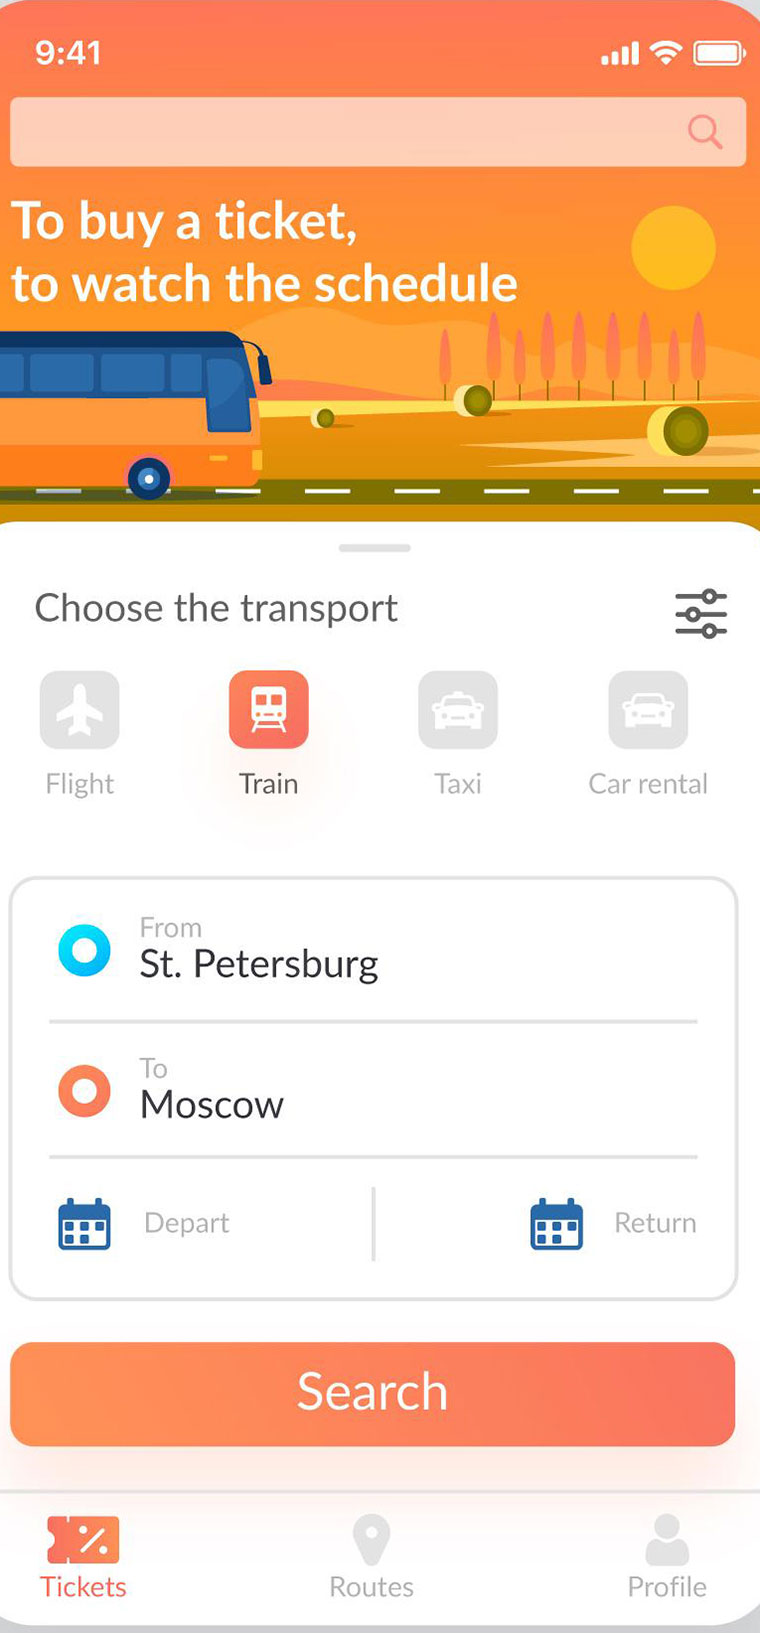 9:41
To buy a ticket,
to watch the schedule
Choose the transport
Flight
Train
Taxi
Car rental
From
St. Petersburg
To
Moscow
Depart
Return
Search
Tickets
Routes
Profile